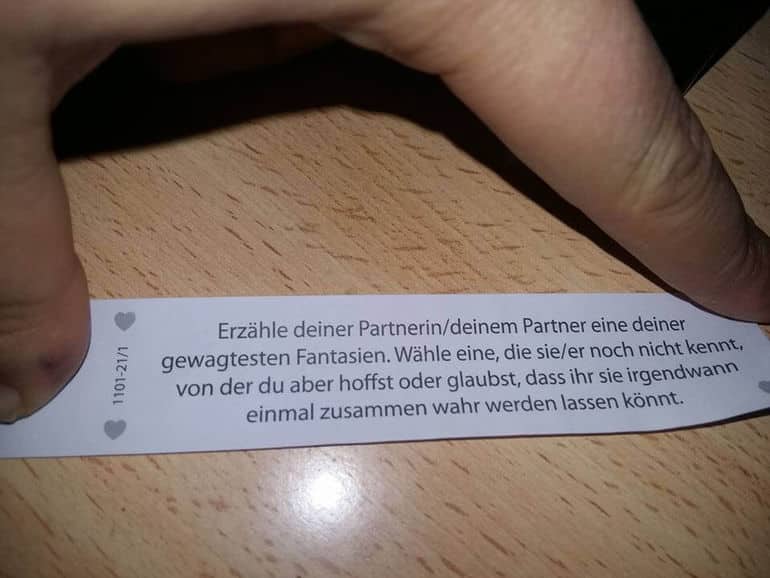 Erzähle deiner Partnerin/deinem Partner eine deiner
gewagtesten Fantasien. Wähle eine, die sie/er noch nicht kennt,
von der du aber hoffst oder glaubst, dass ihr sie irgendwann
einmal zusammen wahr werden lassen könnt.
1101-21/1